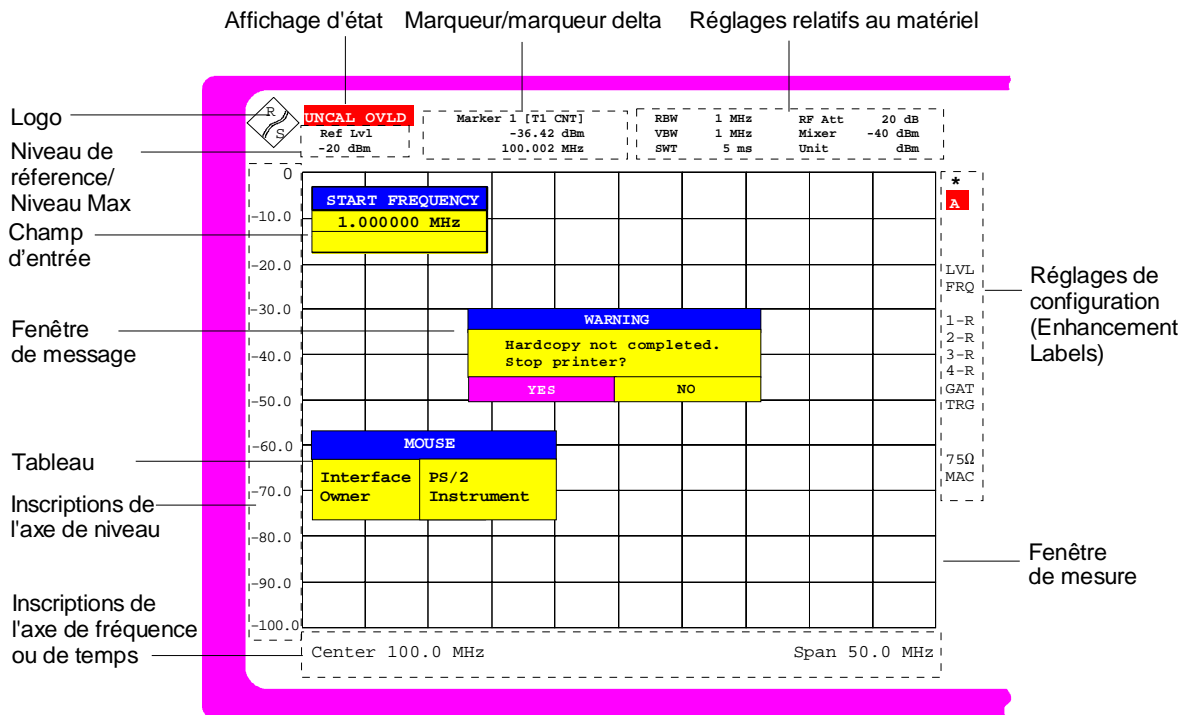 Affichage d'état
Marqueur/marqueur delta
Réglages relatifs au matériel
Logo
Niveau de
réference/
Niveau Max
Champ
d'entrée
Fenêtre
de message
Tableau
Inscriptions de
l'axe de niveau
Inscriptions de
l'axe de fréquence
ou de temps
R
S
UNCAL OVLD
Ref Lvl
-20 dBm
Marker 1 [T1 CNT]
-36.42 dBm
100.002 MHz
RBW 1 MHz RF Att 20 dB
VBW 1 MHz Mixer -40 dBm
SWT 5 ms Unit dBm
0
-10.0
-20.0
-30.0
-40.0
-50.0
-60.0
-70.0
-80.0
-90.0
-100.0
START FREQUENCY
1.000000 MHz
WARNING
Hardcopy not completed.
Stop printer?
YES NO
MOUSE
Interface PS/2
Owner Instrument
Center 100.0 MHz Span 50.0 MHz
*
A
LVL
FRQ
1-R
2-R
3-R
4-R
GAT
TRG
75Ω
MAC
Réglages de
configuration
(Enhancement
Labels)
Fenêtre
de mesure